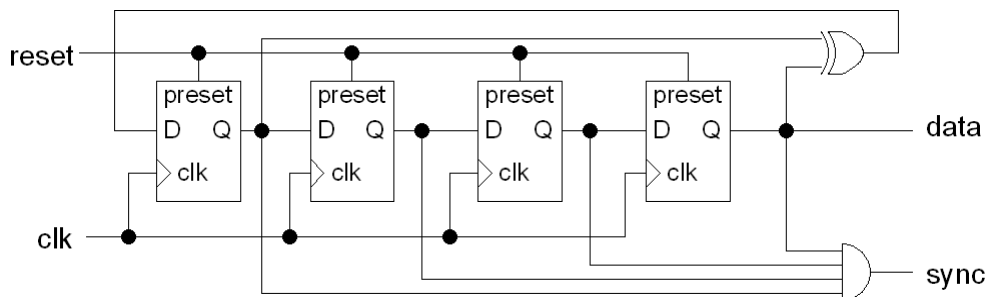 reset
preset preset preset preset
D Q D Q D Q D Q
data
clk clk clk clk
clk
sync